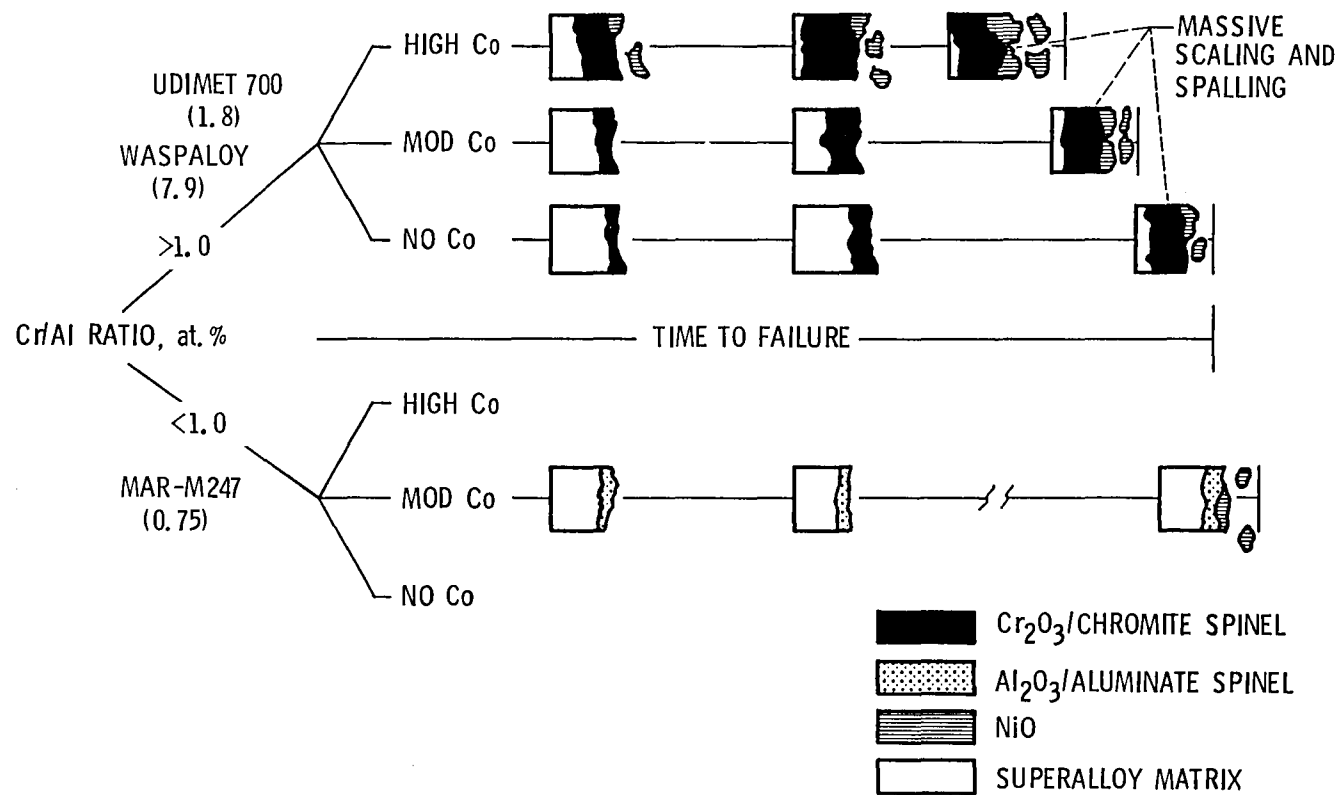 HIGH Co
MASSIVE
SCALING AND
SPALLING
UDIMET 700
(1.8)
WASPALOY
(7.9)
MOD Co
>1.0
NO Co
Cr/Al RATIO, at. %
TIME TO FAILURE
<1.0
HIGH Co
MAR-M247
(0.75)
MOD Co
NO Co
Cr2O3/CHROMITE SPINEL
Al2O3/ALUMINATE SPINEL
NiO
SUPERALLOY MATRIX